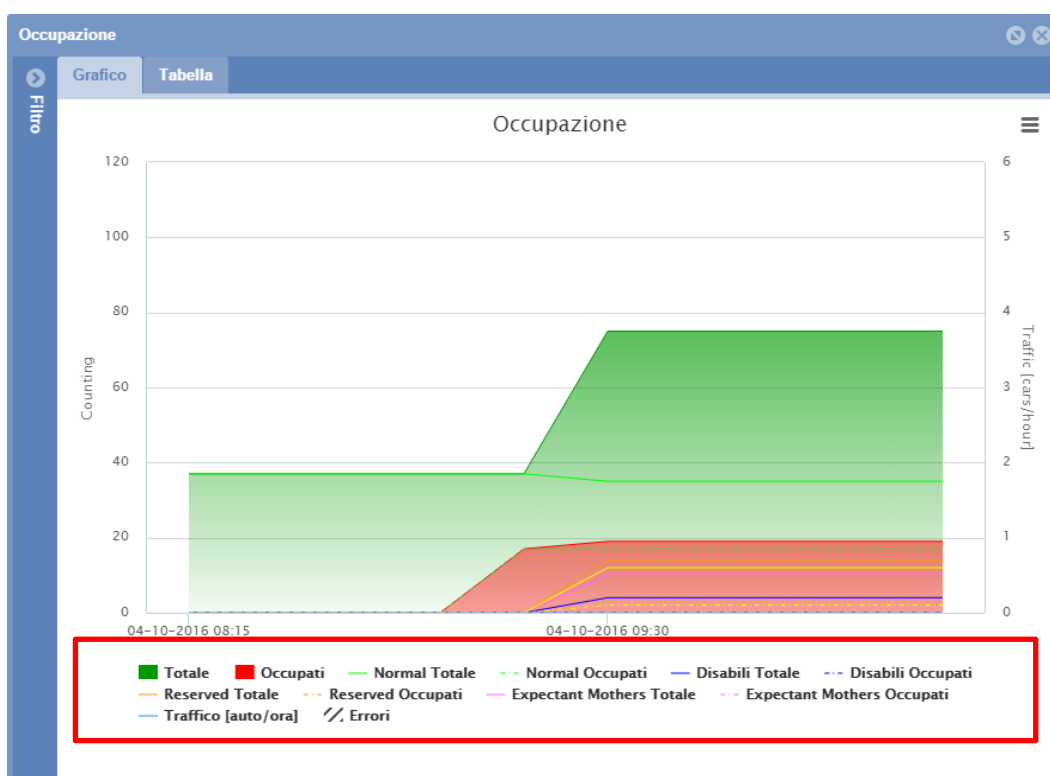 Occupazione
Grafico Tabella
Filtro
Occupazione
120 6
100 5
80 4
60 3
40 2
20 1
0 0
Counting
Traffic [cars/hour]
04-10-2016 08:15 04-10-2016 09:30
Totale Occupati Normal Totale Normal Occupati Disabili Totale Disabili Occupati
Reserved Totale Reserved Occupati Expectant Mothers Totale Expectant Mothers Occupati
Traffico [auto/ora] Errori